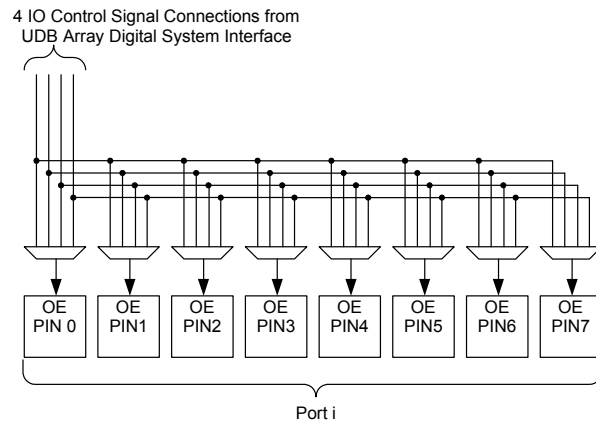 4 IO Control Signal Connections from
UDB Array Digital System Interface
OE OE OE OE OE OE OE OE
PIN 0 PIN1 PIN2 PIN3 PIN4 PIN5 PIN6 PIN7
Port i